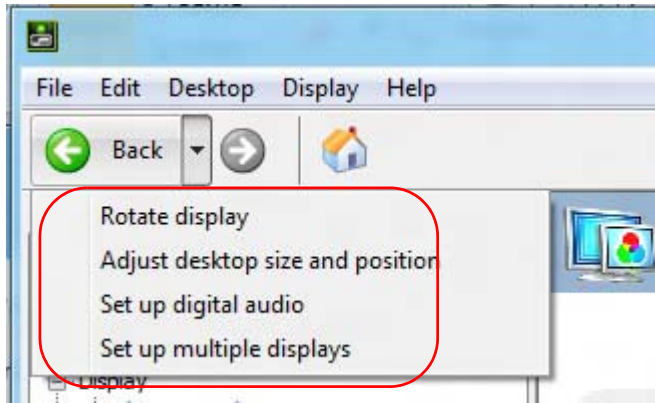 File Edit Desktop Display Help
Back
Rotate display
Adjust desktop size and position
Set up digital audio
Set up multiple displays
Display